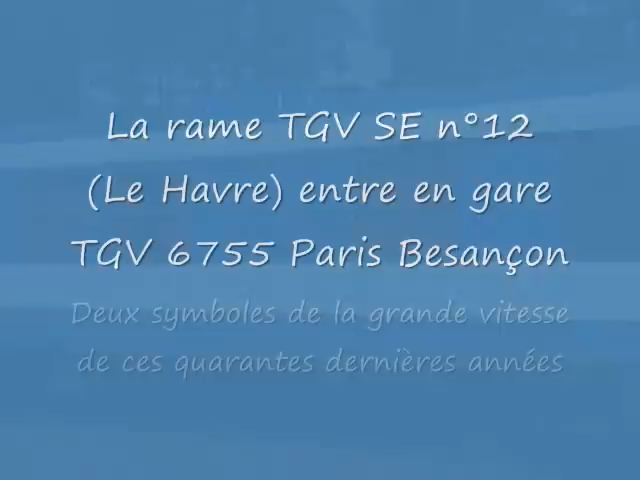 La rame TGV SE n°12
(Le Havre) entre en gare
TGV 6755 Paris Besançon
Deux symboles de la grande vitesse
de ces quarantes dernières années